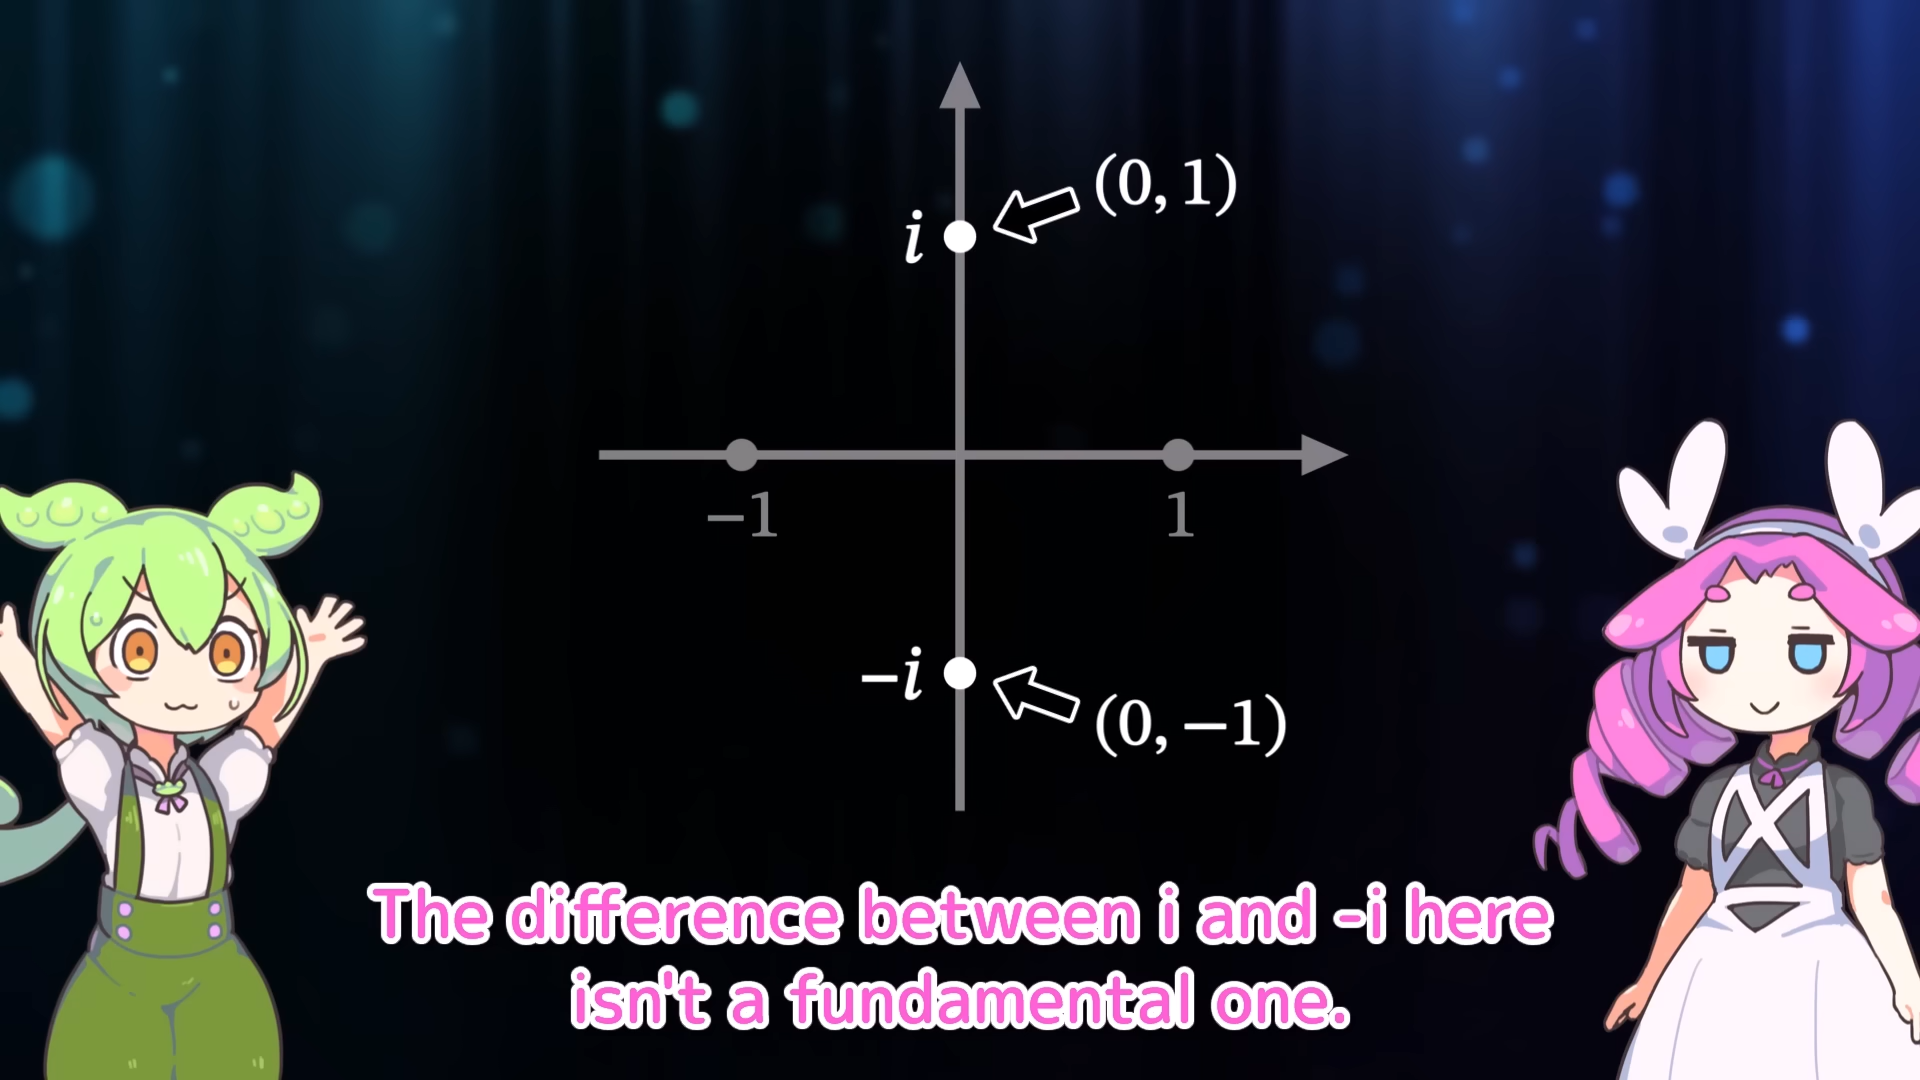 (0, 1)
i
−1
1
−i
(0, −1)
The difference between i and -i here
isn't a fundamental one.